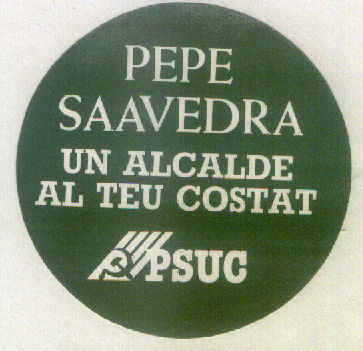 PEPE
SAAVEDRA
UN ALCALDE
AL TEU COSTAT
PSUC